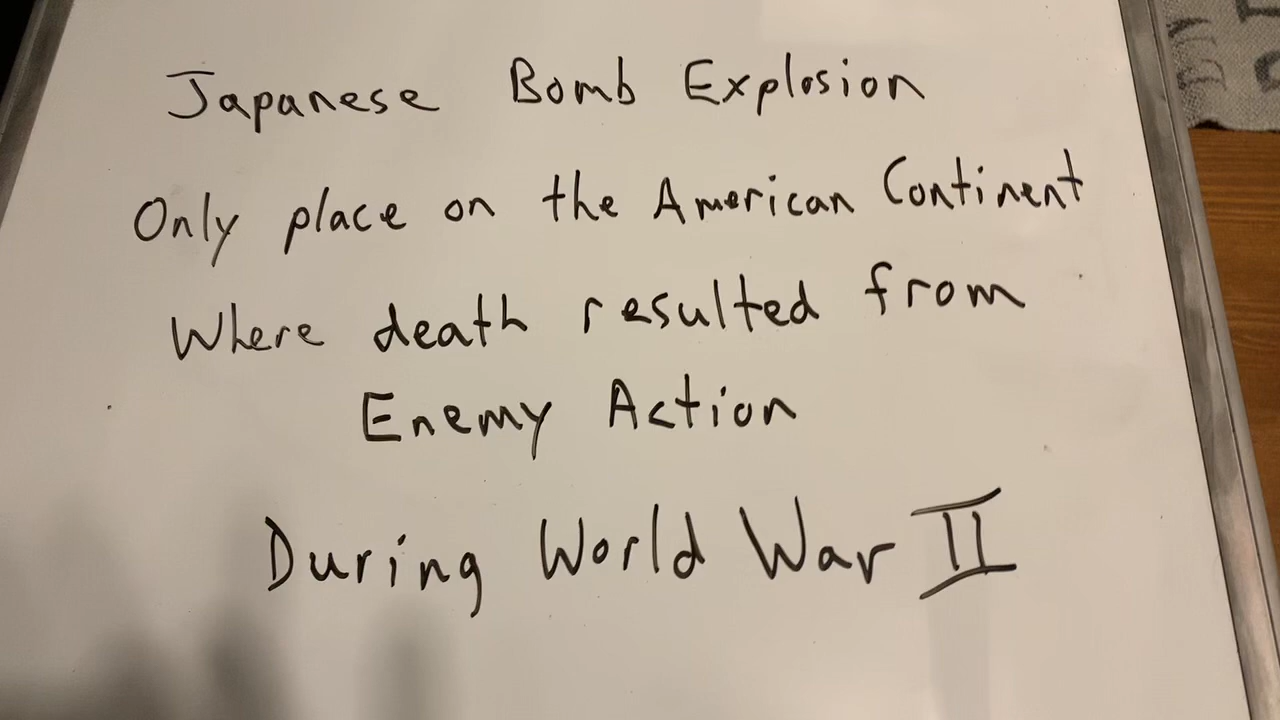 Japanese Bomb Explosion
Only place on the American Continent
Where death resulted from
Enemy Action
During World War II